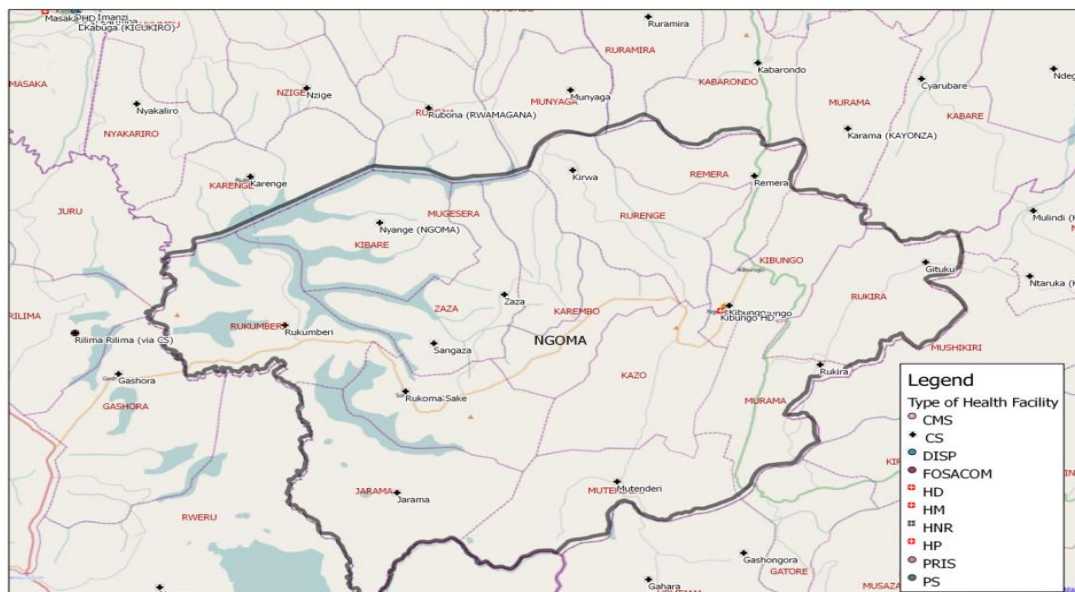 Masaka HD
Imanzi
Kabuga (KICUKIRO)
Ruramira
RURAMIRA
MASAKA
Kabarondo
KABARONDO
Cyarubare
NZIGE
Nzige
Munyaga
MUNYAGA
MURAMA
KABARE
Nyakaliro
NYAKARIRO
Rubona (RWAMAGANA)
Karama (KAYONZA)
Kirwa
REMERA
Remera
KARENGE
Karenge
JURU
MUGESERA
RURENGE
Nyange (NGOMA)
KIBARE
Mulindi
KIBUNGO
Kibungo
Gituku
Ntaruka
RUKIRA
Zaza
ZAZA
KAREMBO
Kibungo HD
RUKUMBERI
Rukumberi
RILIMA
Rilima Rilima (via CS)
Sangaza
NGOMA
MUSHIKIRI
Gashora
GASHORA
KAZO
Rukira
Rukoma Sake
MURAMA
JARAMA
Jarama
Mutenderi
RWERU
Gashongora
GATORE
Gahara
MUSAZA
Legend
Type of Health Facility
CMS
CS
DISP
FOSACOM
HD
HM
HNR
HP
PRIS
PS